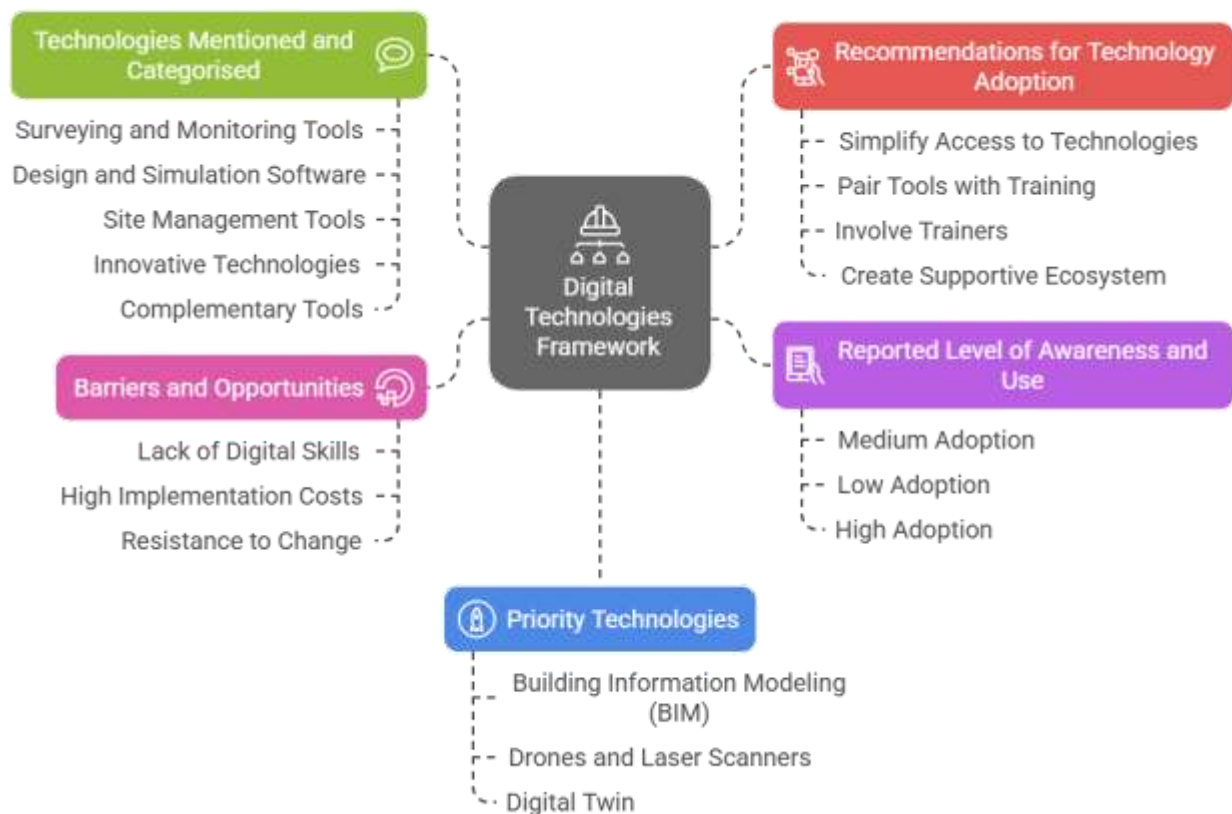 Technologies Mentioned and
Categorised
Surveying and Monitoring Tools
Design and Simulation Software
Site Management Tools
Innovative Technologies
Complementary Tools
Barriers and Opportunities
Lack of Digital Skills
High Implementation Costs
Resistance to Change
Digital
Technologies
Framework
Recommendations for Technology
Adoption
Simplify Access to Technologies
Pair Tools with Training
Involve Trainers
Create Supportive Ecosystem
Reported Level of Awareness and
Use
Medium Adoption
Low Adoption
High Adoption
Priority Technologies
Building Information Modeling
(BIM)
Drones and Laser Scanners
Digital Twin